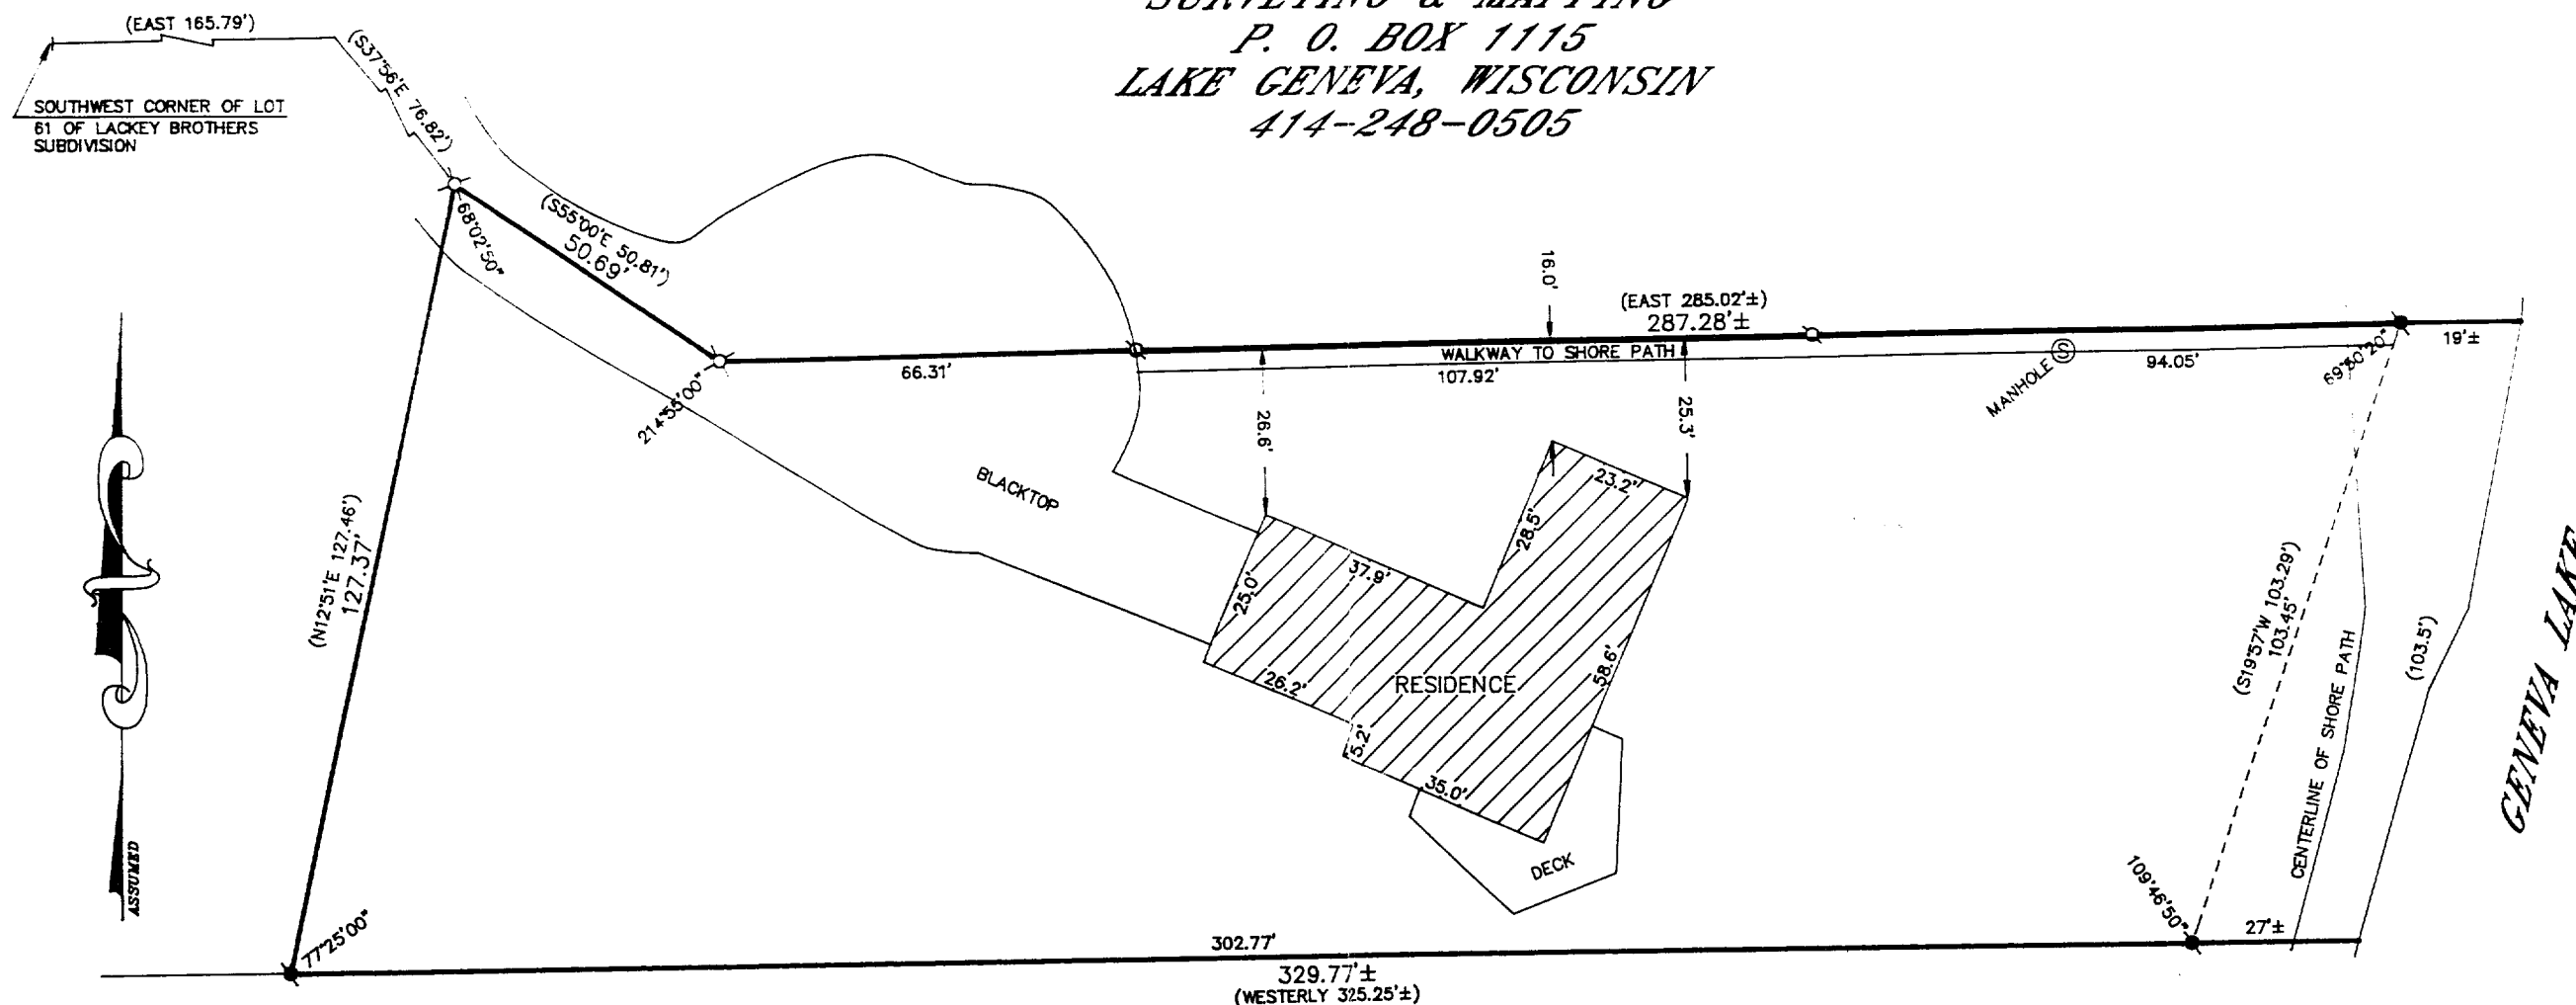 SURVEYING & MAPPING
P. O. BOX 1115
LAKE GENEVA, WISCONSIN
414-248-0505
(EAST 165.79')
(S37°56'E 76.82')
SOUTHWEST CORNER OF LOT
61 OF LACKEY BROTHERS
SUBDIVISION
68°02'50"
(S55°00'E 50.81')
50.69'
214°55'00"
66.31'
16.0'
(EAST 285.02'±)
287.28'±
WALKWAY TO SHORE PATH
107.92'
MANHOLE
S
94.05'
69°50'20"
19'±
26.6'
25.3'
BLACKTOP
23.2'
28.5'
37.9'
25.0'
26.2'
RESIDENCE
58.6'
5.2'
35.0'
DECK
(N12°51'E 127.46')
127.37'
ASSUMED
(S19°57'W 103.29')
103.45'
CENTERLINE OF SHORE PATH
(103.5')
GENEVA LAKE
77°25'00"
302.77'
329.77'±
(WESTERLY 325.25'±)
109°46'50"
27'±